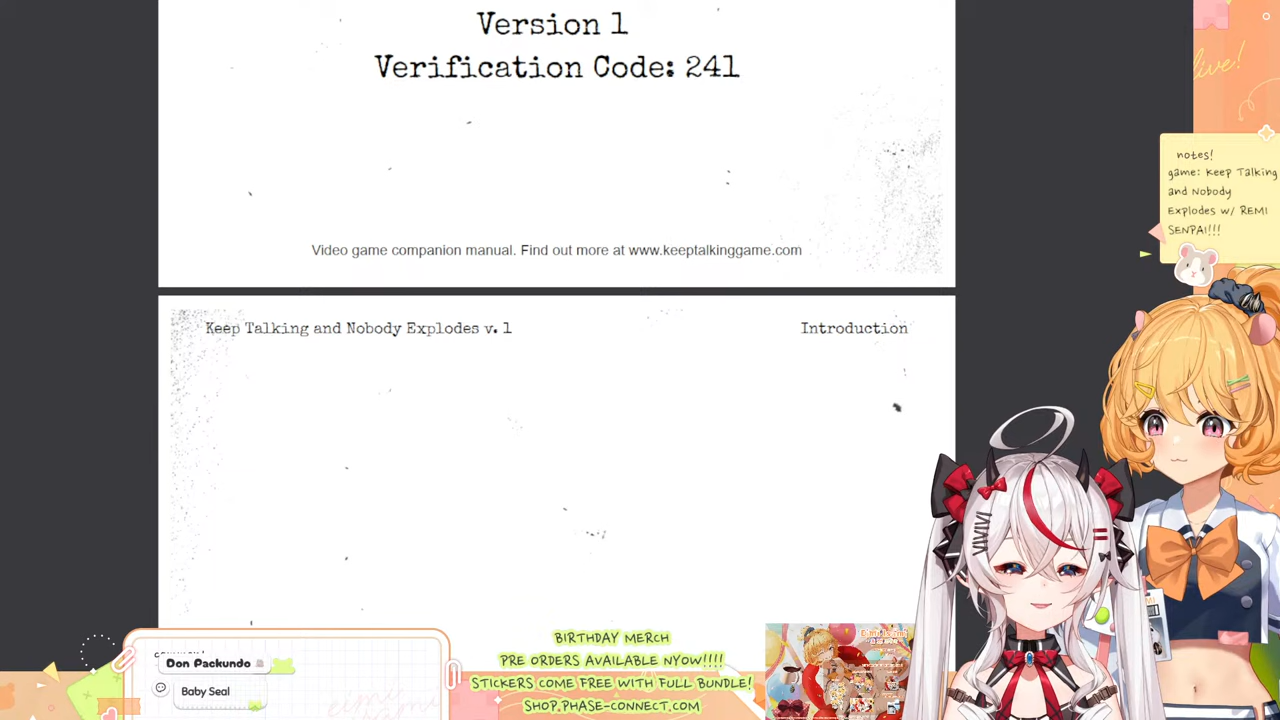 Version 1
Verification Code: 241
Video game companion manual. Find out more at www.keeptalkinggame.com
Keep Talking and Nobody Explodes v. 1
Introduction
live!
notes!
game: Keep Talking
and Nobody
Explodes w/ REMI
SENPAI!!!
Don Packundo
Baby Seal
BIRTHDAY MERCH
PRE ORDERS AVAILABLE NYOW!!!!
STICKERS COME FREE WITH FULL BUNDLE!
SHOP.PHASE-CONNECT.COM